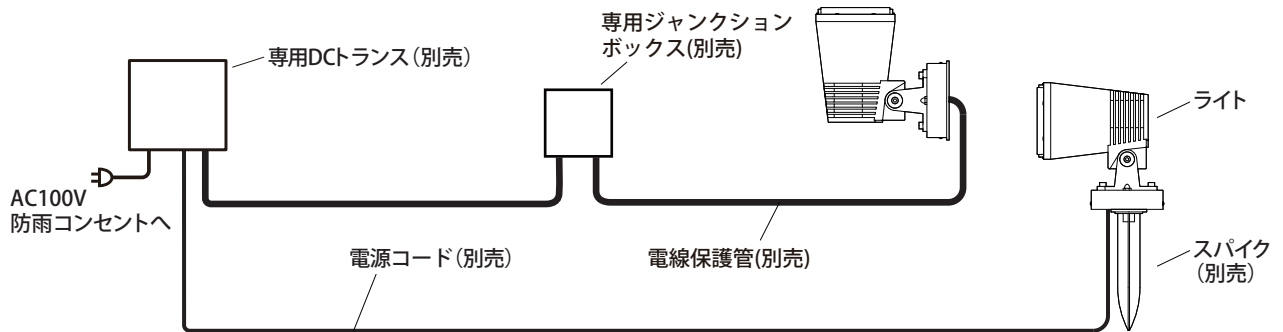 専用DCトランス（別売）
専用ジャンクション
ボックス(別売)
ライト
AC100V
防雨コンセントへ
電源コード（別売）
電線保護管(別売)
スパイク
（別売）